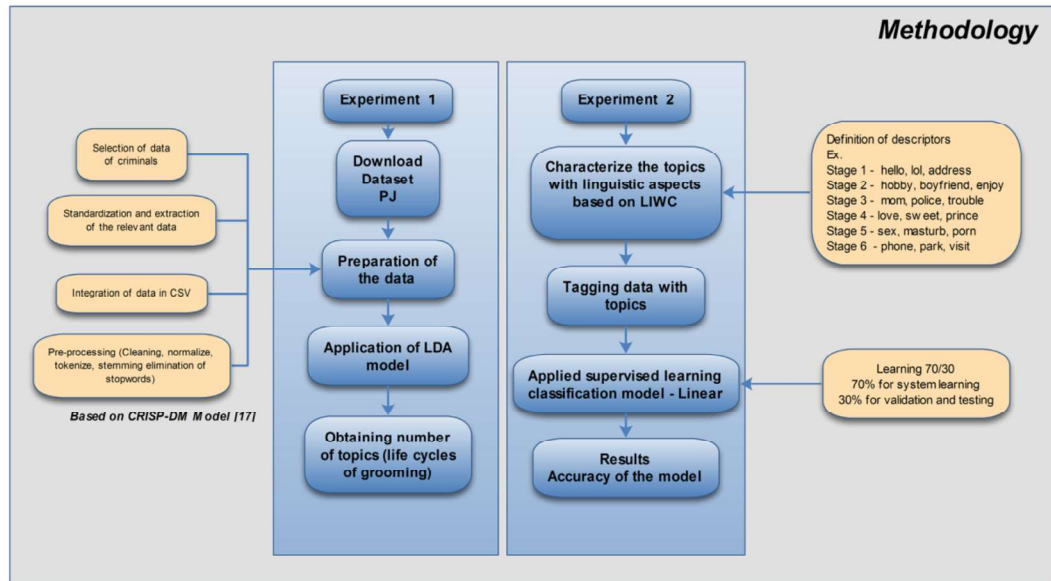 Methodology
Selection of data
of criminals
Standardization and extraction
of the relevant data
Integration of data in CSV
Pre-processing (Cleaning, normalize,
tokenize, stemming elimination of
stopwords)
Based on CRISP-DM Model [17]
Experiment 1
Download
Dataset
PJ
Preparation of
the data
Application of LDA
model
Obtaining number
of topics (life cycles
of grooming)
Experiment 2
Characterize the topics
with linguistic aspects
based on LIWC
Tagging data with
topics
Applied supervised learning
classification model - Linear
Results
Accuracy of the model
Definition of descriptors
Ex.
Stage 1 - hello, lol, address
Stage 2 - hobby, boyfriend, enjoy
Stage 3 - mom, police, trouble
Stage 4 - love, sweet, prince
Stage 5 - sex, masturb, porn
Stage 6 - phone, park, visit
Learning 70/30
70% for system learning
30% for validation and testing